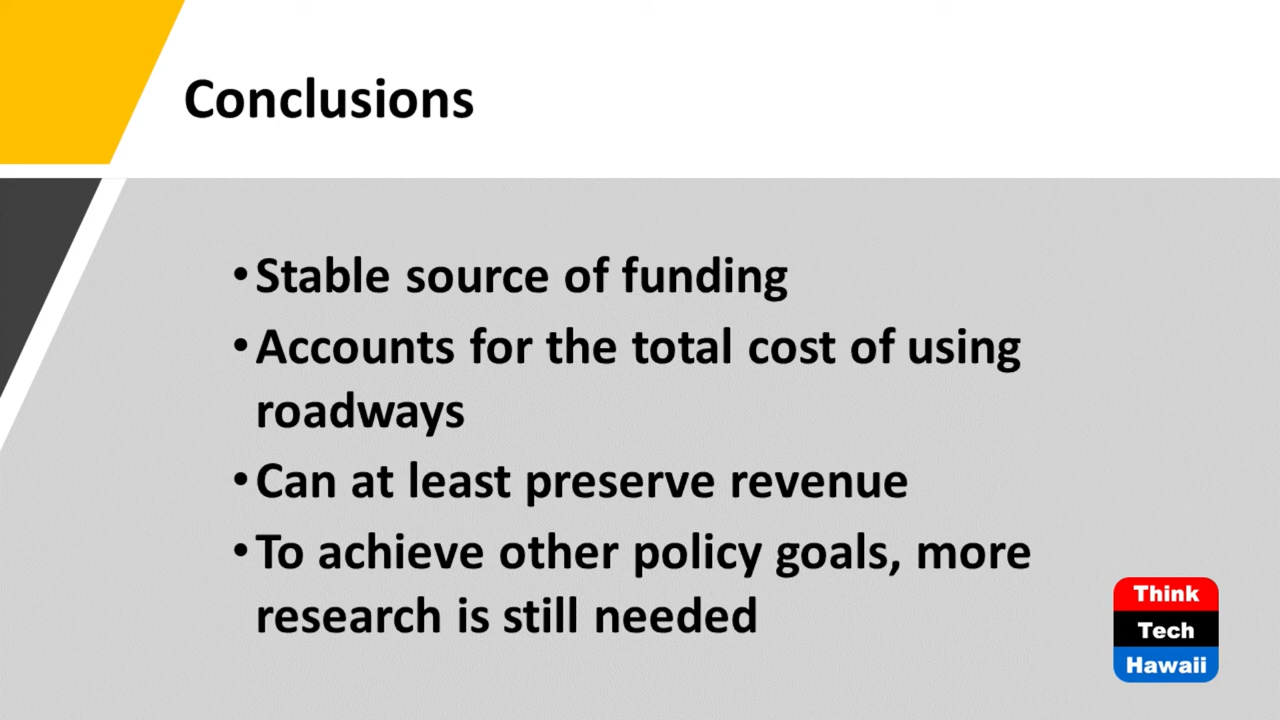 Conclusions
• Stable source of funding
• Accounts for the total cost of using
roadways
• Can at least preserve revenue
• To achieve other policy goals, more
research is still needed
Think
Tech
Hawaii